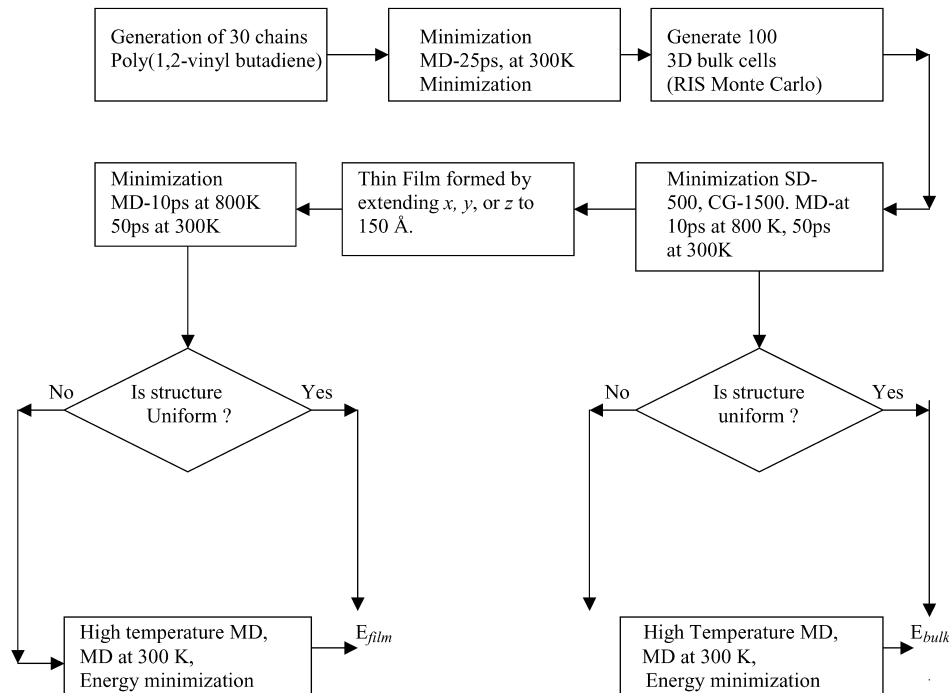 Generation of 30 chains
Poly(1,2-vinyl butadiene)
Minimization
MD-25ps, at 300K
Minimization
Generate 100
3D bulk cells
(RIS Monte Carlo)
Minimization
MD-10ps at 800K
50ps at 300K
Thin Film formed by
extending x, y, or z to
150 Å.
Minimization SD-
500, CG-1500. MD-at
10ps at 800 K, 50ps
at 300K
No
Is structure
Uniform ?
Yes
No
Is structure
uniform ?
Yes
High temperature MD,
MD at 300 K,
Energy minimization
E film
High Temperature MD,
MD at 300 K,
Energy minimization
E bulk